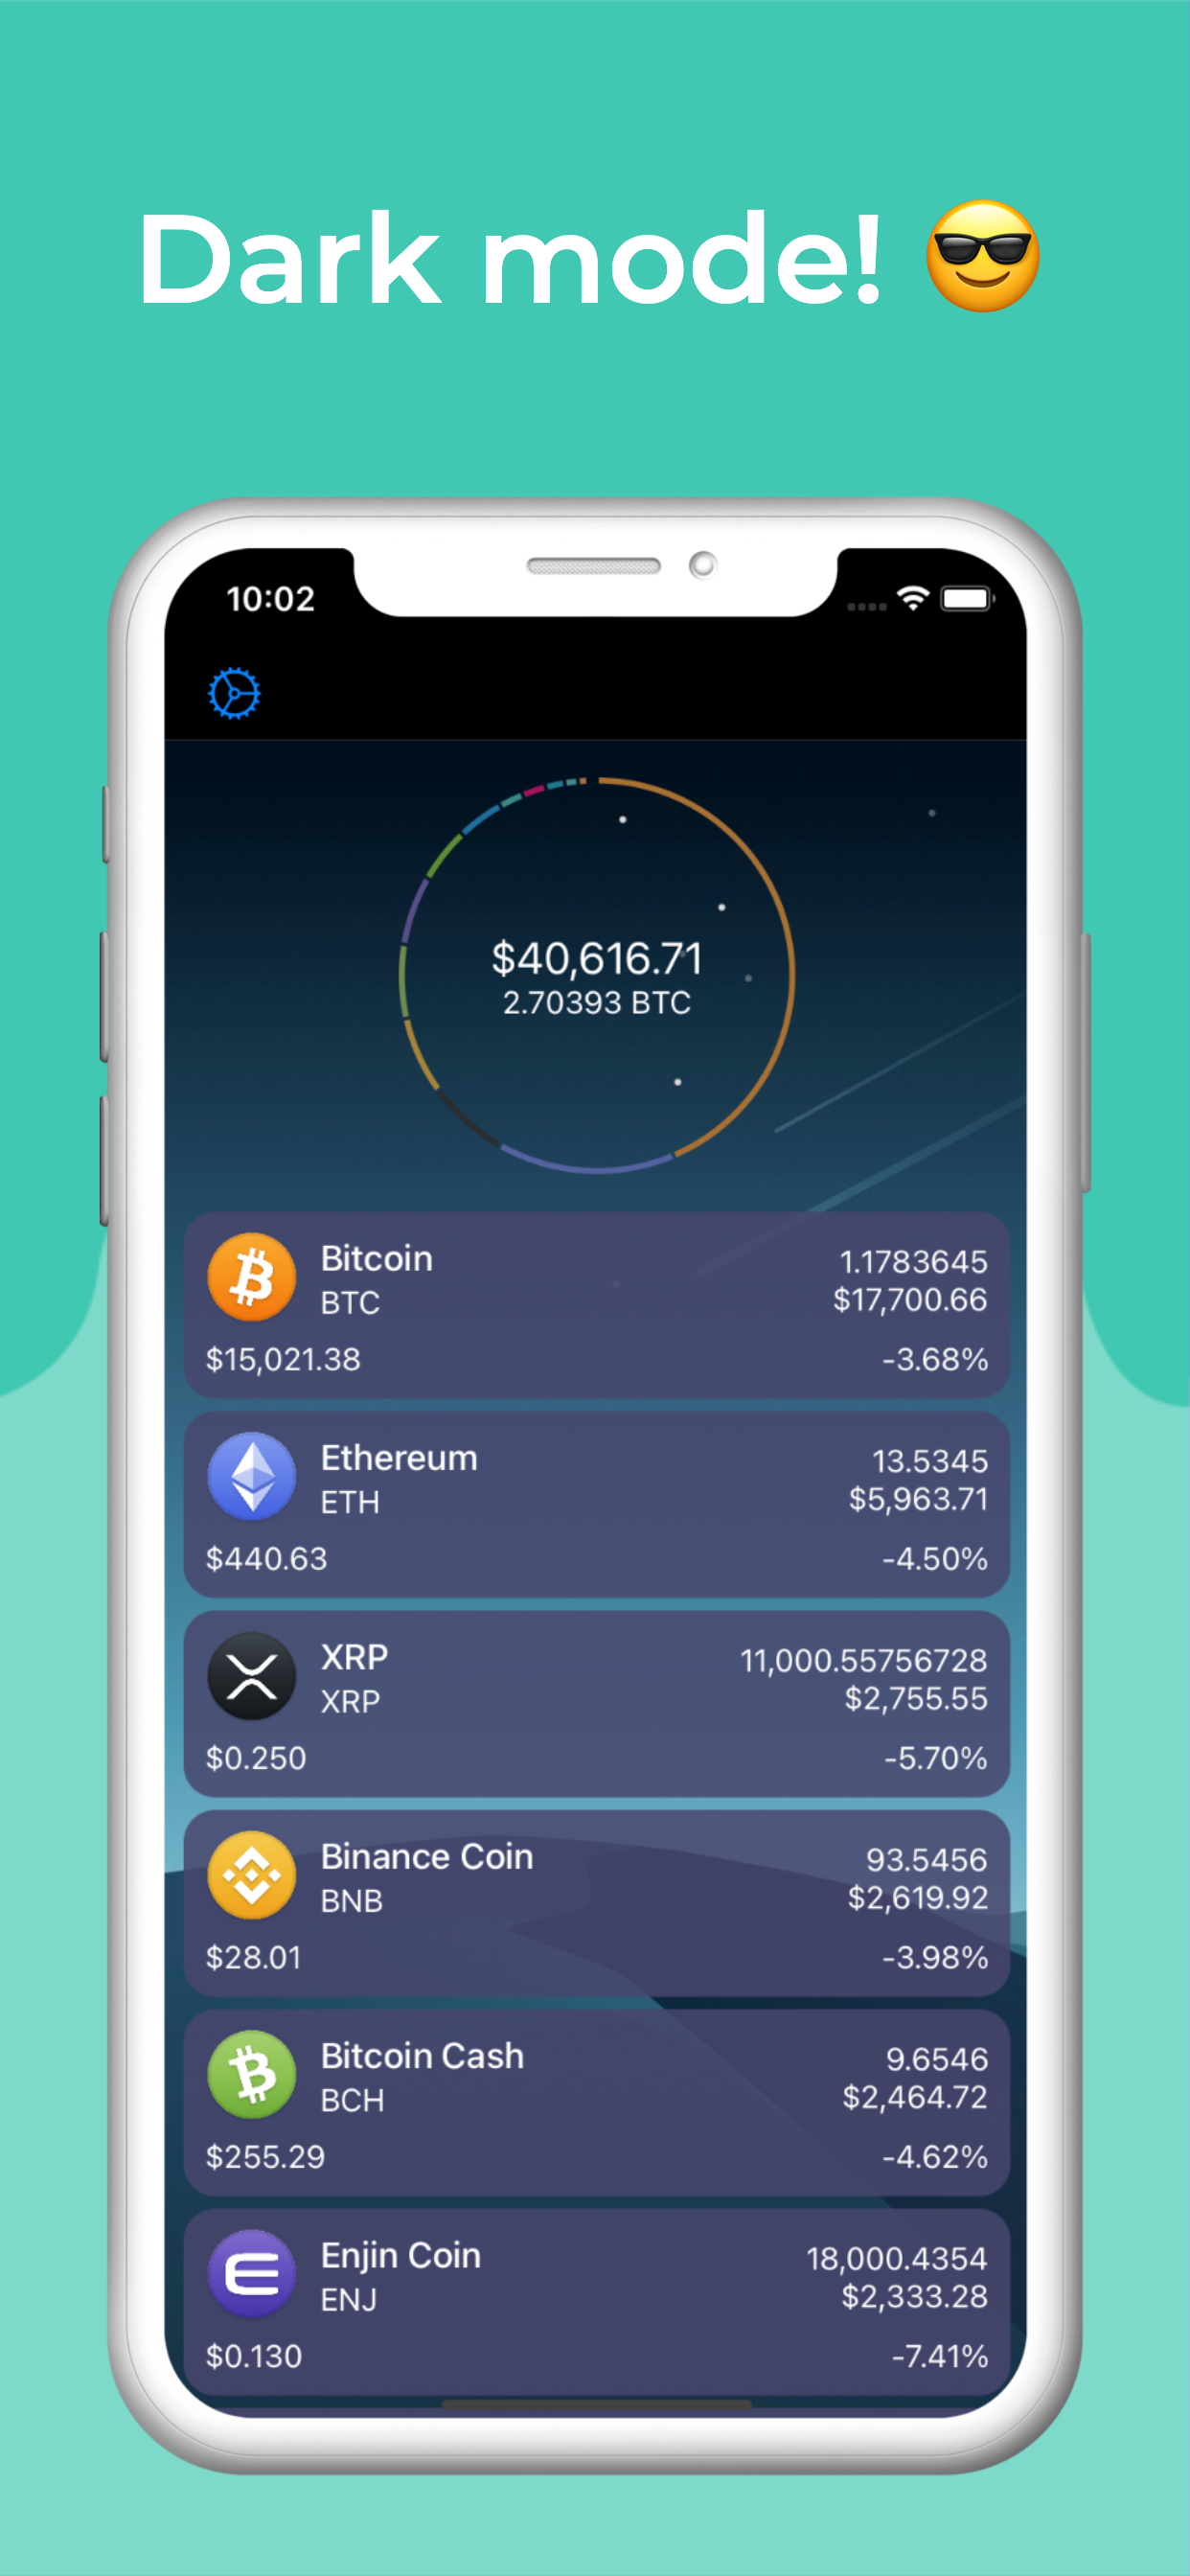 Dark mode! 😎
10:02
$40,616.71
2.70393 BTC
Bitcoin
BTC
1.1783645
$17,700.66
$15,021.38
-3.68%
Ethereum
ETH
13.5345
$5,963.71
$440.63
-4.50%
XRP
XRP
11,000.55756728
$2,755.55
$0.250
-5.70%
Binance Coin
BNB
93.5456
$2,619.92
$28.01
-3.98%
Bitcoin Cash
BCH
9.6546
$2,464.72
$255.29
-4.62%
Enjin Coin
ENJ
18,000.4354
$2,333.28
$0.130
-7.41%